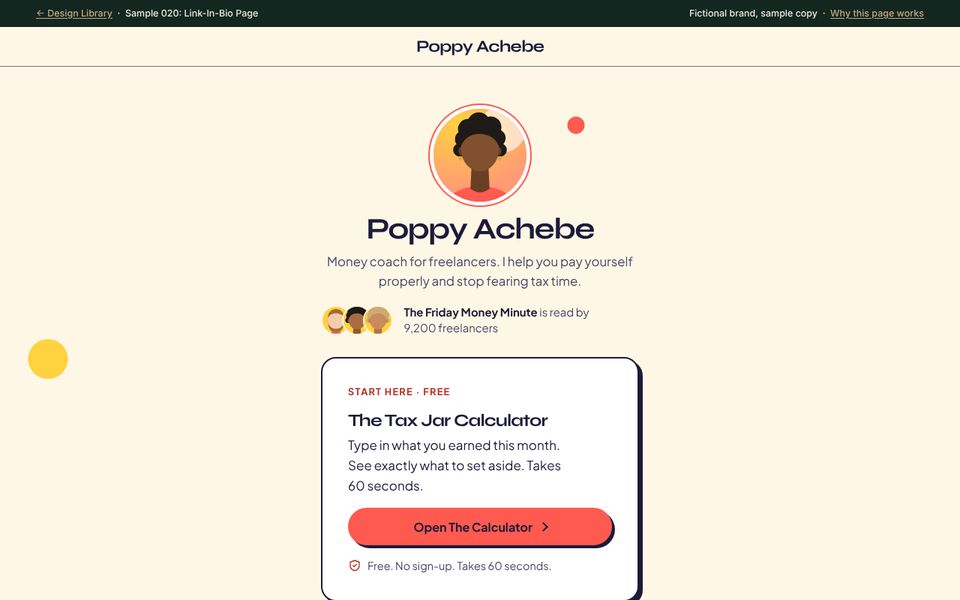 ← Design Library · Sample 020: Link-In-Bio Page
Fictional brand, sample copy · Why this page works
Poppy Achebe
Poppy Achebe
Money coach for freelancers. I help you pay yourself
properly and stop fearing tax time.
The Friday Money Minute is read by
9,200 freelancers
START HERE · FREE
The Tax Jar Calculator
Type in what you earned this month.
See exactly what to set aside. Takes
60 seconds.
Open The Calculator
Free. No sign-up. Takes 60 seconds.